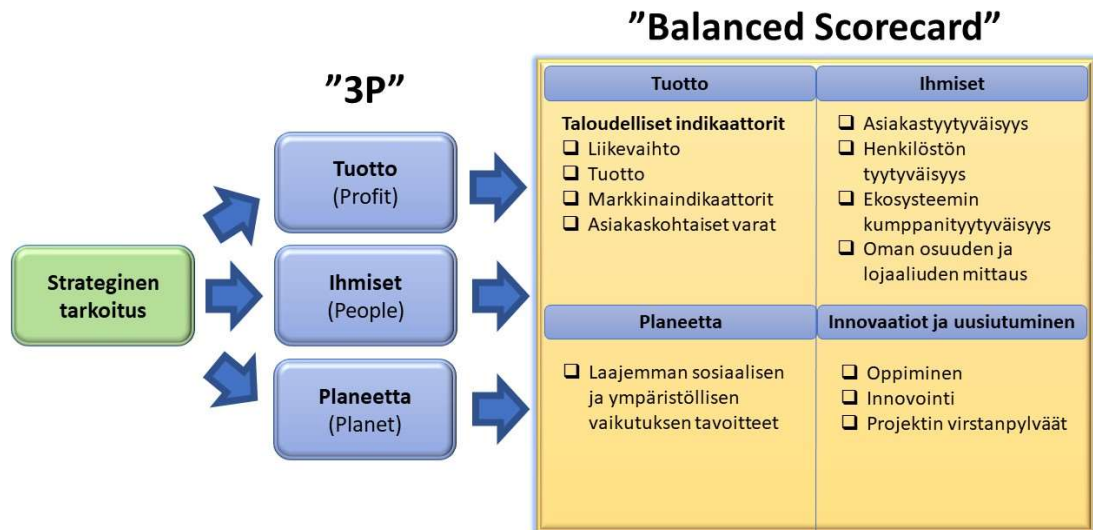 ”Balanced Scorecard”
”3P”
Strateginen
tarkoitus
Tuotto
(Profit)
Ihmiset
(People)
Planeetta
(Planet)
Tuotto
Taloudelliset indikaattorit
❑ Liikevaihto
❑ Tuotto
❑ Markkinaindikaattorit
❑ Asiakaskohtaiset varat
Ihmiset
❑ Asiakastyytyväisyys
❑ Henkilöstön
tyytyväisyys
❑ Ekosysteemin
kumppanityytyväisyys
❑ Oman osuuden ja
lojaaliuden mittaus
Planeetta
❑ Laajemman sosiaalisen
ja ympäristöllisen
vaikutuksen tavoitteet
Innovaatiot ja uusiutuminen
❑ Oppiminen
❑ Innovointi
❑ Projektin virstanpylväät